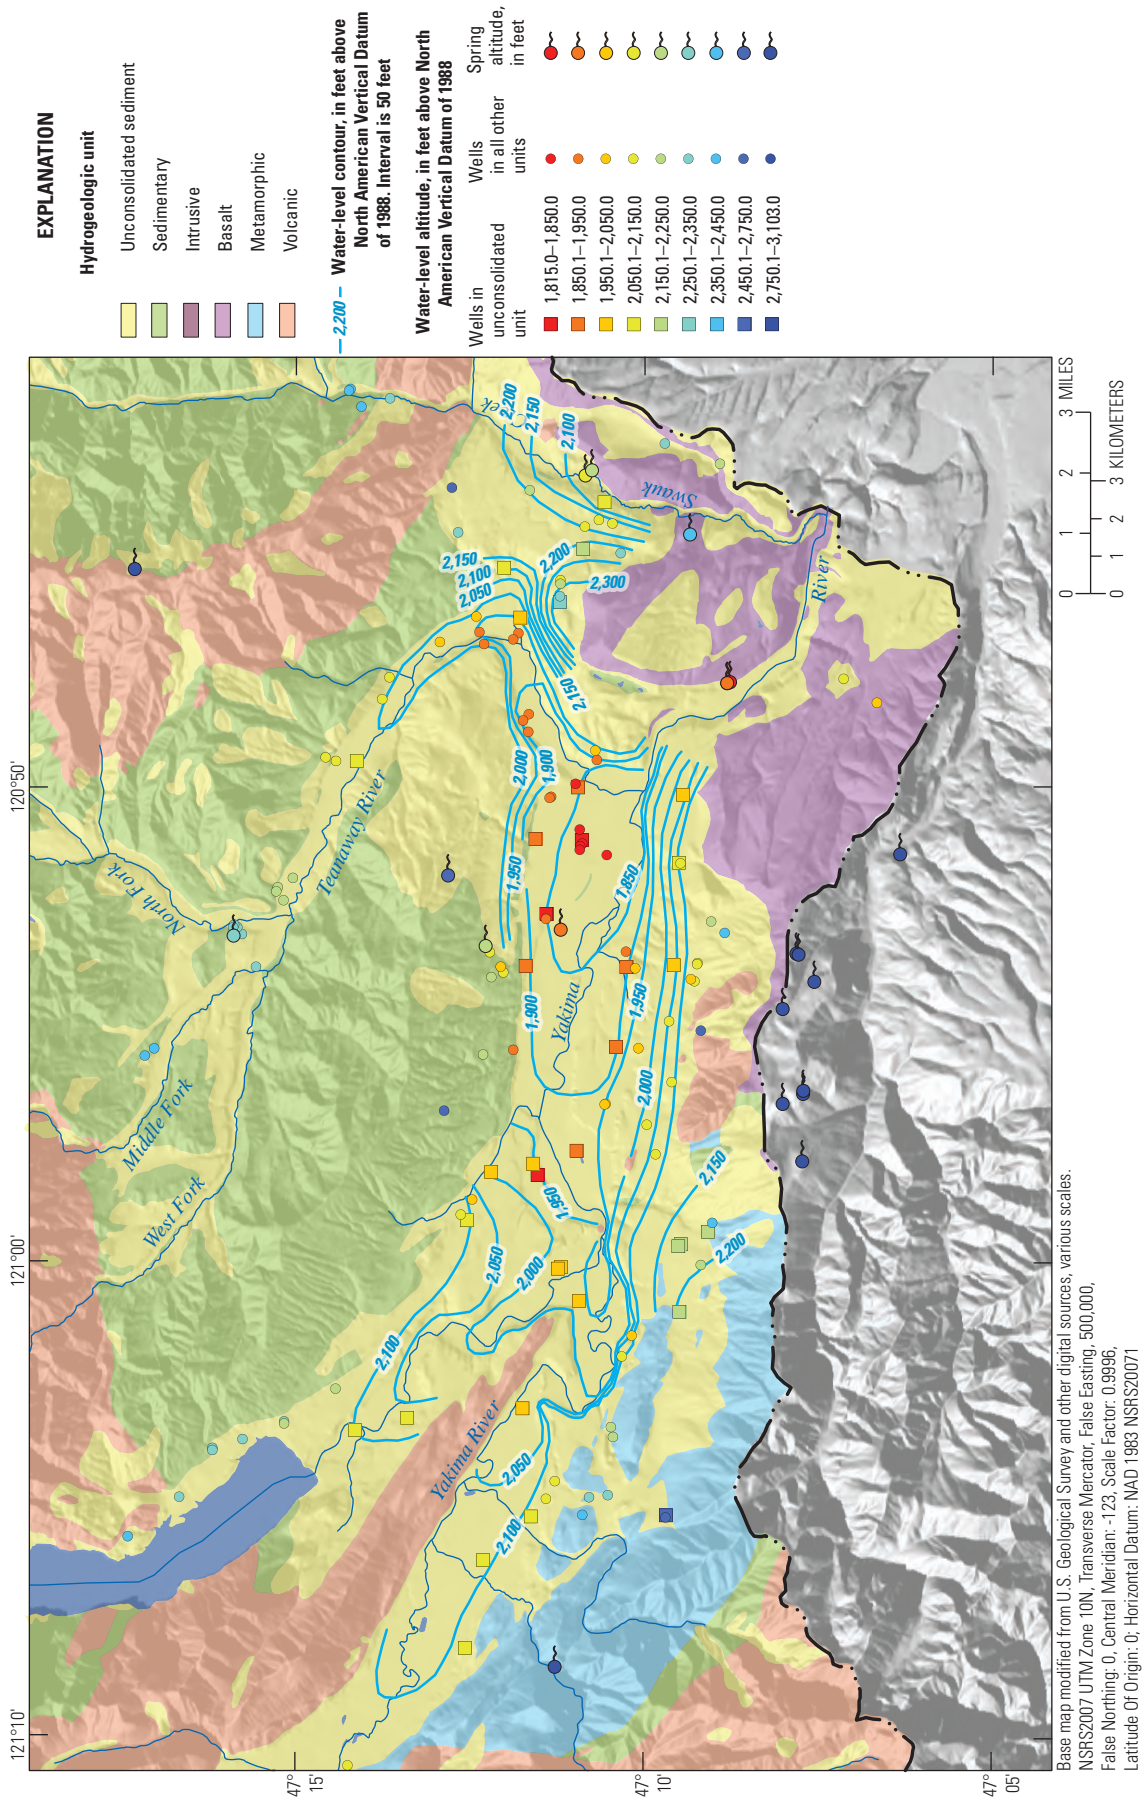 EXPLANATION
Hydrogeologic unit
Unconsolidated sediment
Sedimentary
Intrusive
Basalt
Metamorphic
Volcanic
— 2,200 — Water-level contour, in feet above
North American Vertical Datum
of 1988. Interval is 50 feet
Water-level altitude, in feet above North
American Vertical Datum of 1988
Wells in
unconsolidated
unit
Wells
in all other
units
Spring
altitude,
in feet
1,815.0–1,850.0
1,850.1–1,950.0
1,950.1–2,050.0
2,050.1–2,150.0
2,150.1–2,250.0
2,250.1–2,350.0
2,350.1–2,450.0
2,450.1–2,750.0
2,750.1–3,103.0
121°10'
121°00'
120°50'
47°
15'
47°
10'
47°
05'
North Fork
Middle Fork
West Fork
Teanaway River
Yakima River
Yakima
River
Swauk
Creek
2,200
2,150
2,100
2,150
2,100
2,050
2,200
2,300
2,150
2,000
1,900
1,950
1,850
1,900
1,950
2,000
1,950
2,050
2,000
2,100
2,150
2,200
2,050
2,100
0 1 2 3 MILES
0 1 2 3 KILOMETERS
Base map modified from U.S. Geological Survey and other digital sources, various scales.
NSRS2007 UTM Zone 10N, Transverse Mercator, False Easting, 500,000,
False Northing: 0, Central Meridian: -123, Scale Factor: 0.9996,
Latitude Of Origin: 0; Horizontal Datum: NAD 1983 NSRS20071